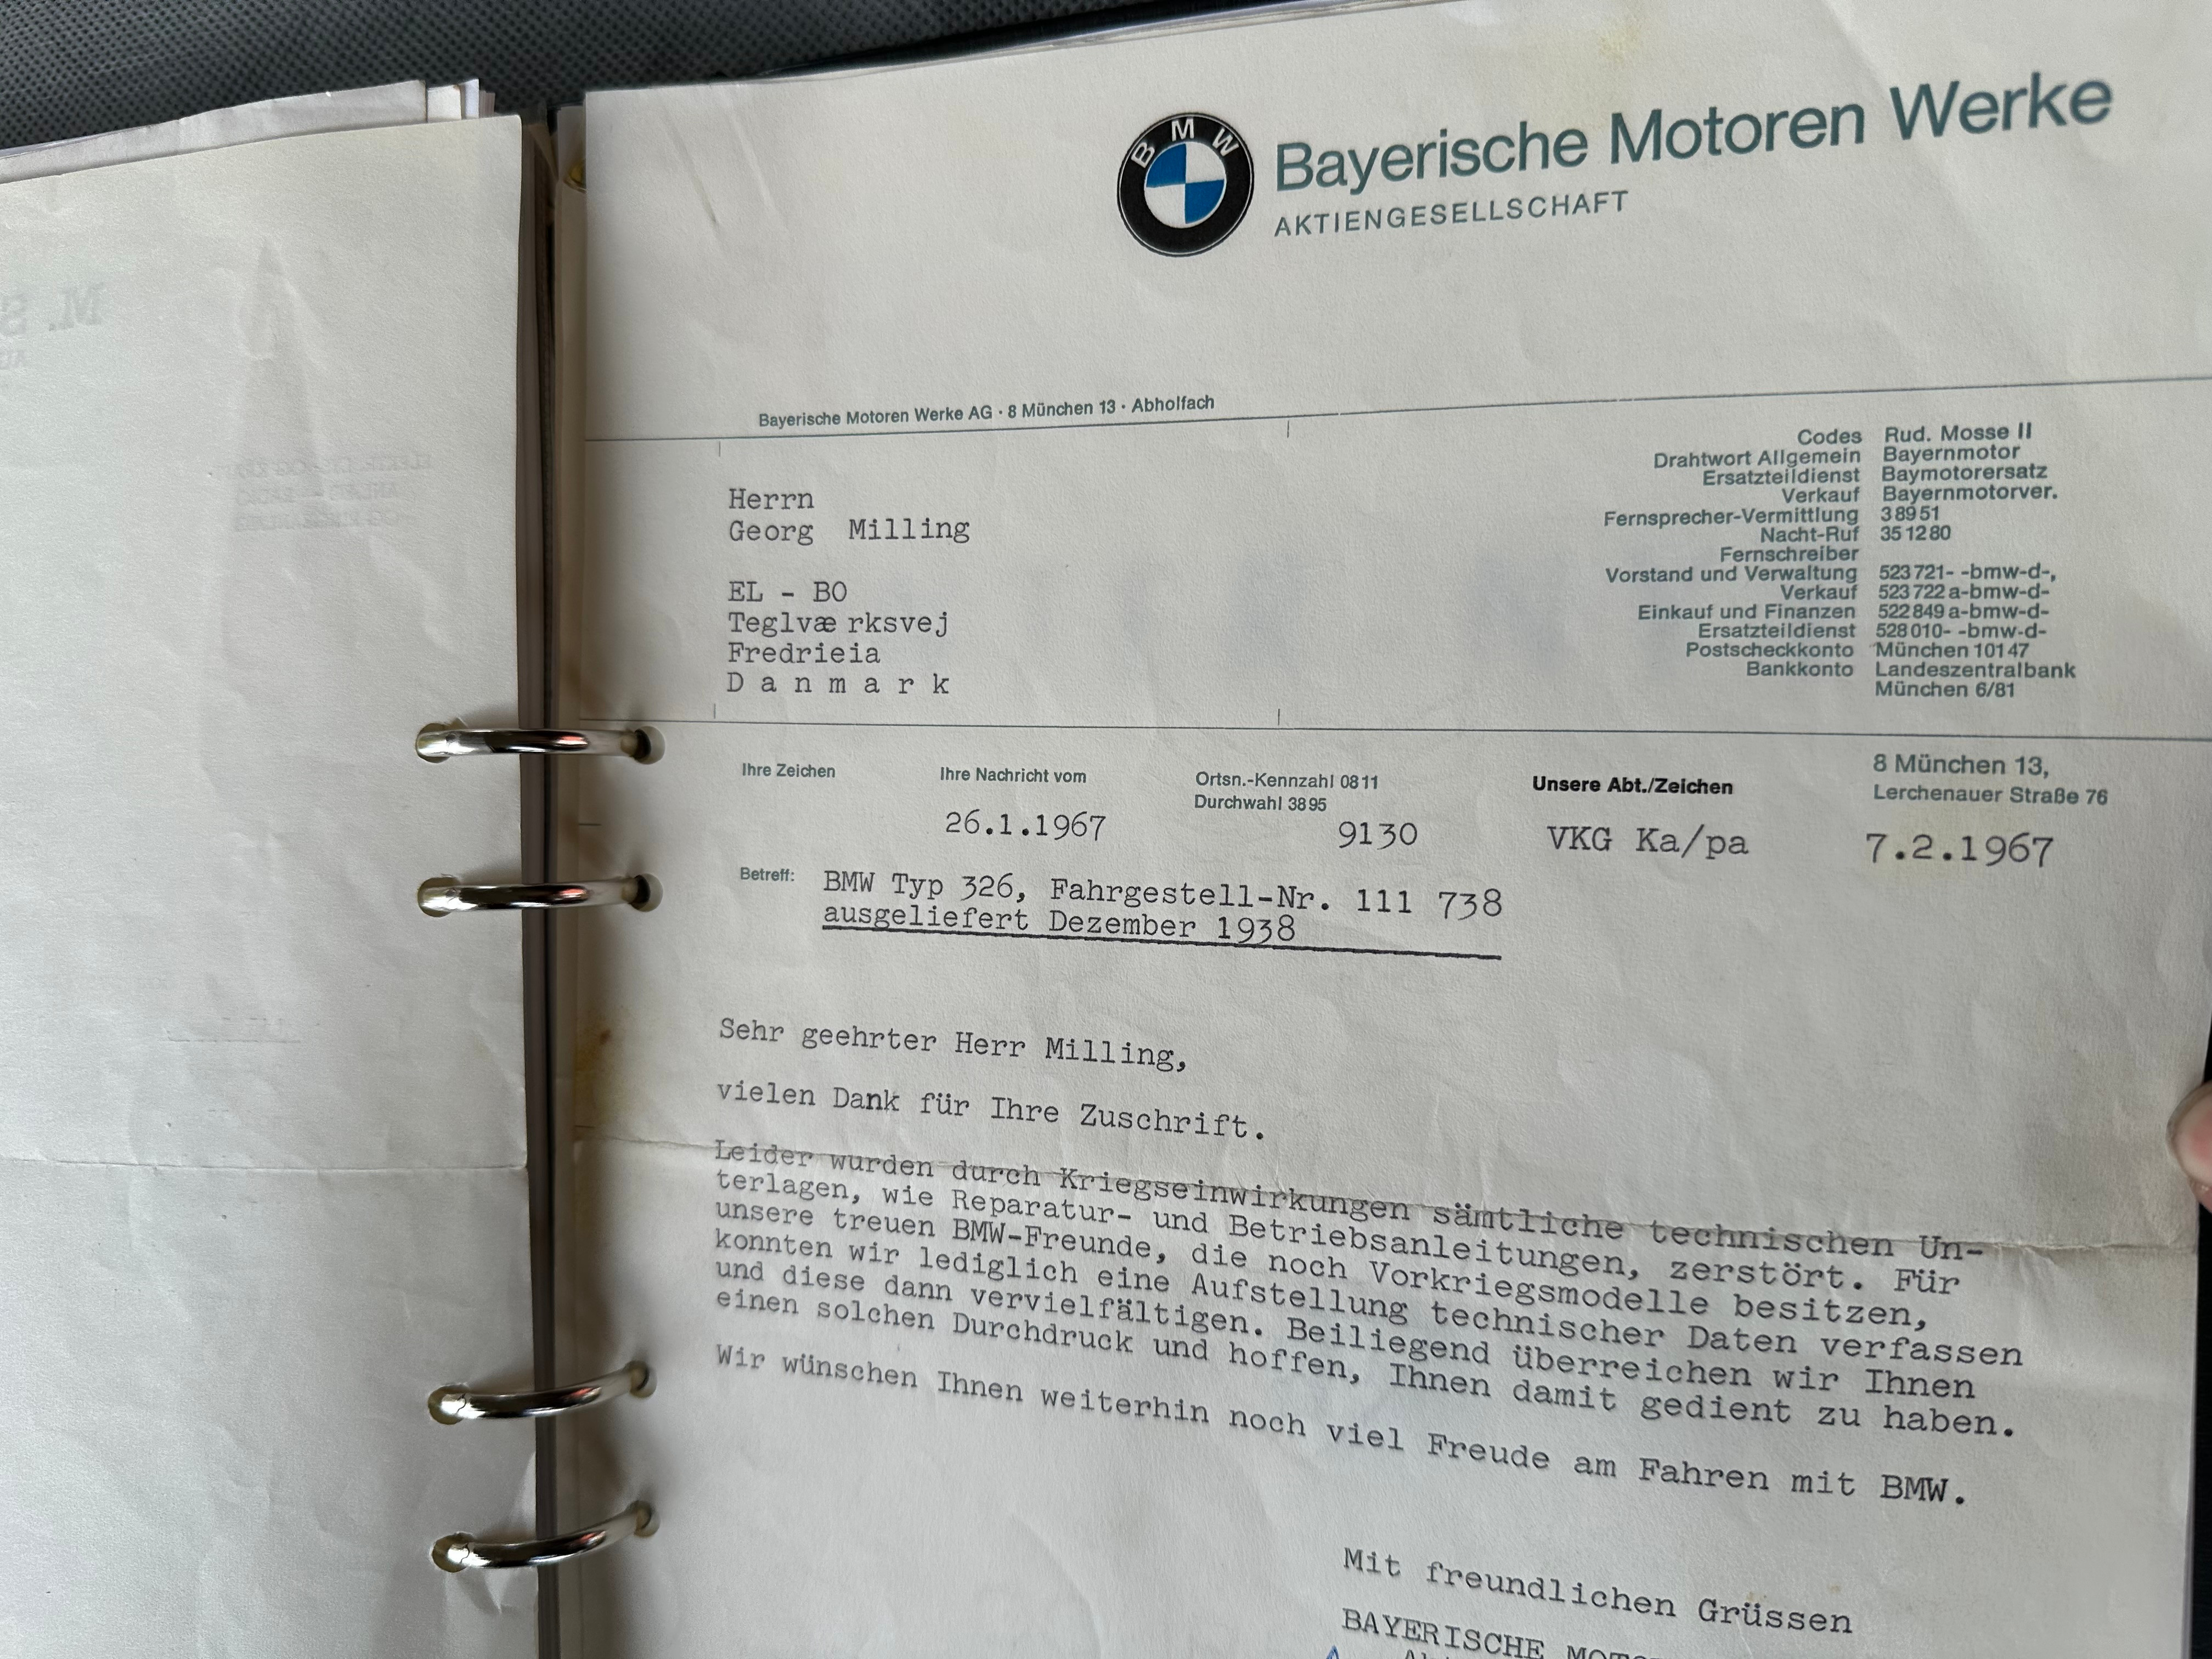 BMW
Bayerische Motoren Werke
AKTIENGESELLSCHAFT
Bayerische Motoren Werke AG · 8 München 13 · Abholfach
Herrn
Georg Milling
EL - BO
Teglværksvej
Fredrieia
D a n m a r k
Codes Rud. Mosse II
Drahtwort Allgemein Bayernmotor
Ersatzteildienst Baymotorersatz
Verkauf Bayernmotorver.
Fernsprecher-Vermittlung 38951
Nacht-Ruf 351280
Fernschreiber
Vorstand und Verwaltung 523721- -bmw-d-,
Verkauf 523722a-bmw-d-
Einkauf und Finanzen 522849a-bmw-d-
Ersatzteildienst 528010- -bmw-d-
Postscheckkonto München 10147
Bankkonto Landeszentralbank
München 6/81
Ihre Zeichen
Ihre Nachricht vom
26.1.1967
Ortsn.-Kennzahl 0811
Durchwahl 3895
9130
Unsere Abt./Zeichen
VKG Ka/pa
8 München 13,
Lerchenauer Straße 76
7.2.1967
Betreff: BMW Typ 326, Fahrgestell-Nr. 111 738
ausgeliefert Dezember 1938
Sehr geehrter Herr Milling,
vielen Dank für Ihre Zuschrift.
Leider wurden durch Kriegseinwirkungen sämtliche technischen Un-
terlagen, wie Reparatur- und Betriebsanleitungen, zerstört. Für
unsere treuen BMW-Freunde, die noch Vorkriegsmodelle besitzen,
konnten wir lediglich eine Aufstellung technischer Daten verfassen
und diese dann vervielfältigen. Beiliegend überreichen wir Ihnen
einen solchen Durchdruck und hoffen, Ihnen damit gedient zu haben.
Wir wünschen Ihnen weiterhin noch viel Freude am Fahren mit BMW.
Mit freundlichen Grüssen
BAYERISCHE